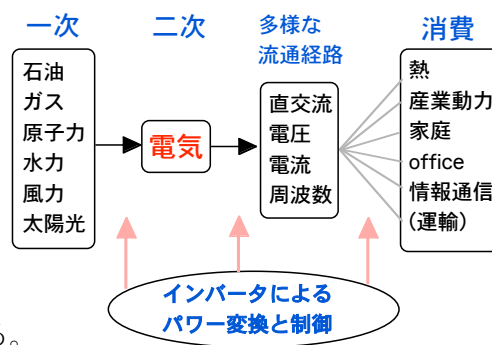 一次
二次
多様な
流通経路
消費
石油
ガス
原子力
水力
風力
太陽光
電気
直交流
電圧
電流
周波数
熱
産業動力
家庭
office
情報通信
(運輸)
インバータによる
パワー変換と制御
る。